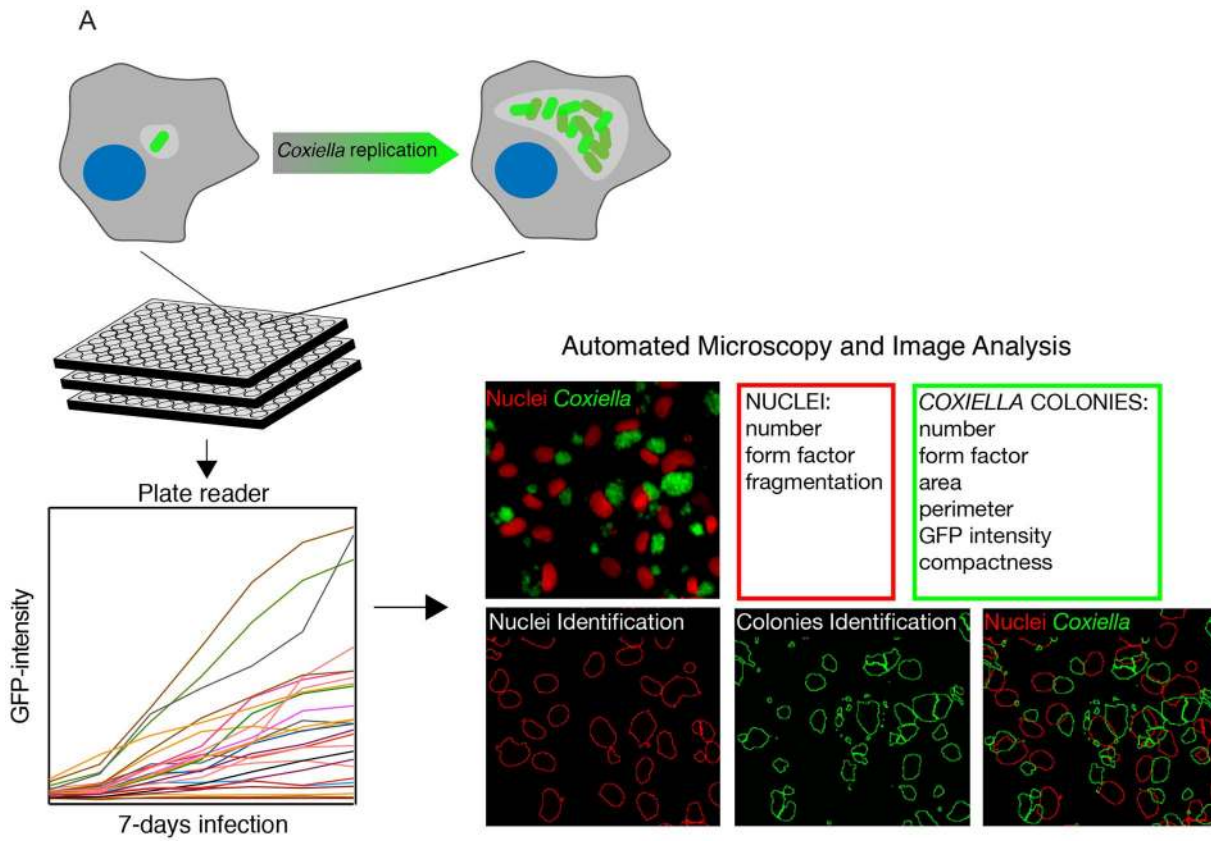 A
Coxiella replication
Automated Microscopy and Image Analysis
Nuclei Coxiella
NUCLEI:
number
form factor
fragmentation
COXIELLA COLONIES:
number
form factor
area
perimeter
GFP intensity
compactness
Plate reader
GFP-intensity
7-days infection
Nuclei Identification
Colonies Identification
Nuclei Coxiella